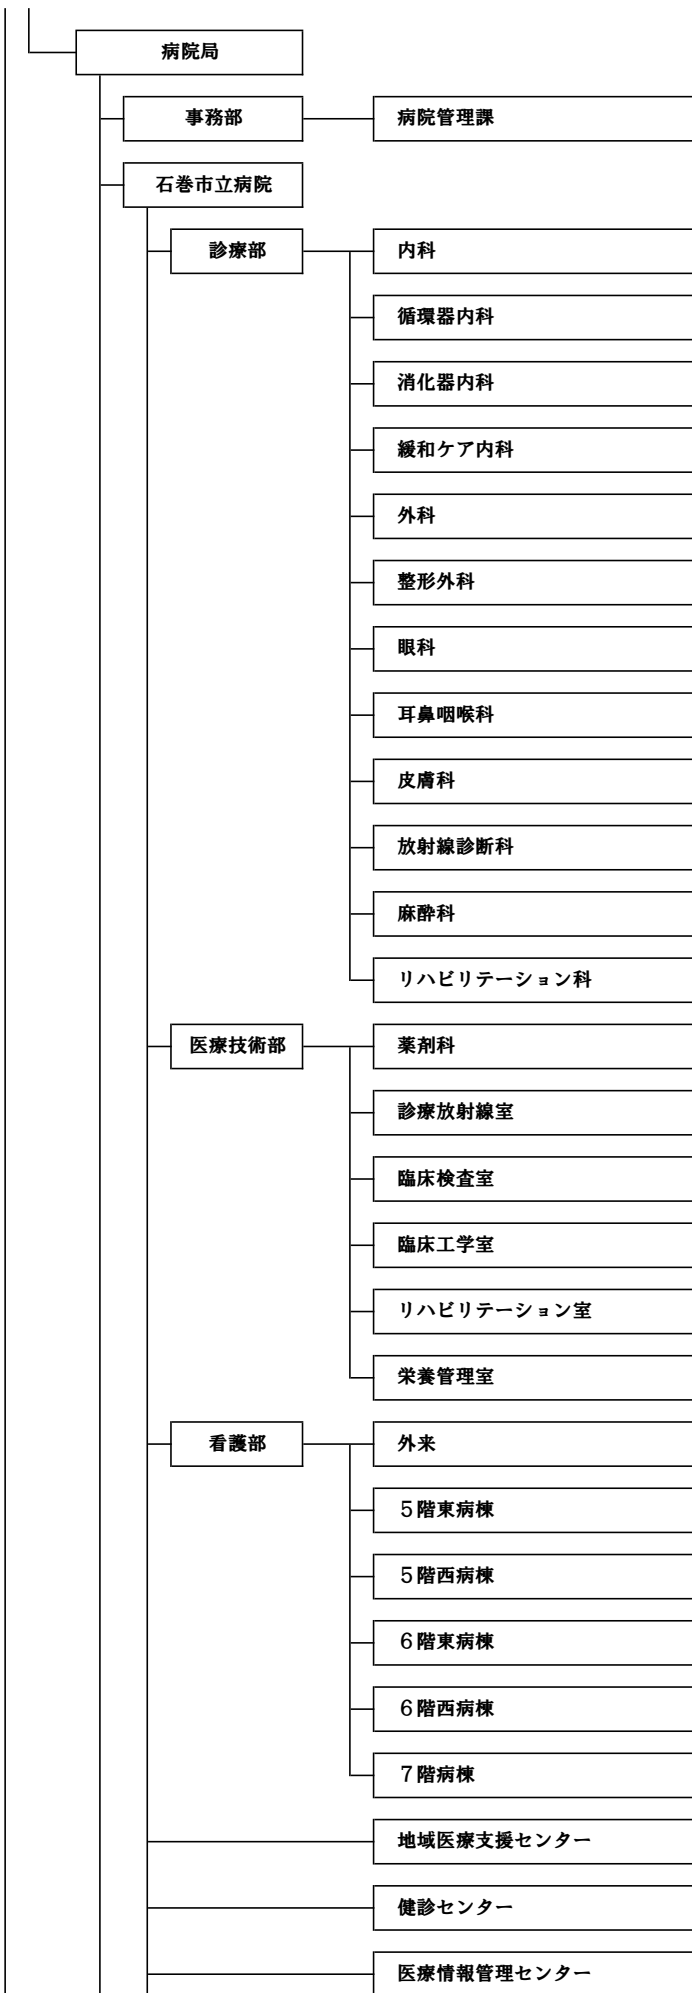 病院局
事務部 病院管理課
石巻市立病院
診療部 内科
循環器内科
消化器内科
緩和ケア内科
外科
整形外科
眼科
耳鼻咽喉科
皮膚科
放射線診断科
麻酔科
リハビリテーション科
医療技術部 薬剤科
診療放射線室
臨床検査室
臨床工学室
リハビリテーション室
栄養管理室
看護部 外来
５階東病棟
５階西病棟
６階東病棟
６階西病棟
７階病棟
地域医療支援センター
健診センター
医療情報管理センター